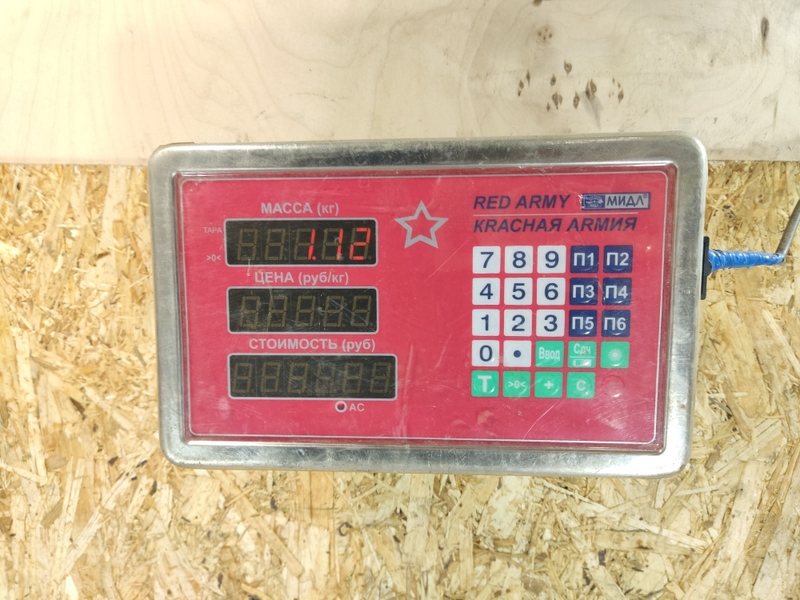 МАССА (кг)
ТАРА
>0<
1.12
ЦЕНА (руб/кг)
СТОИМОСТЬ (руб)
АС
RED ARMY МИДЛ
КRАСНАЯ АRМИЯ
7 8 9 П1 П2
4 5 6 П3 П4
1 2 3 П5 П6
0 • Ввод Сдч
T >0< + C